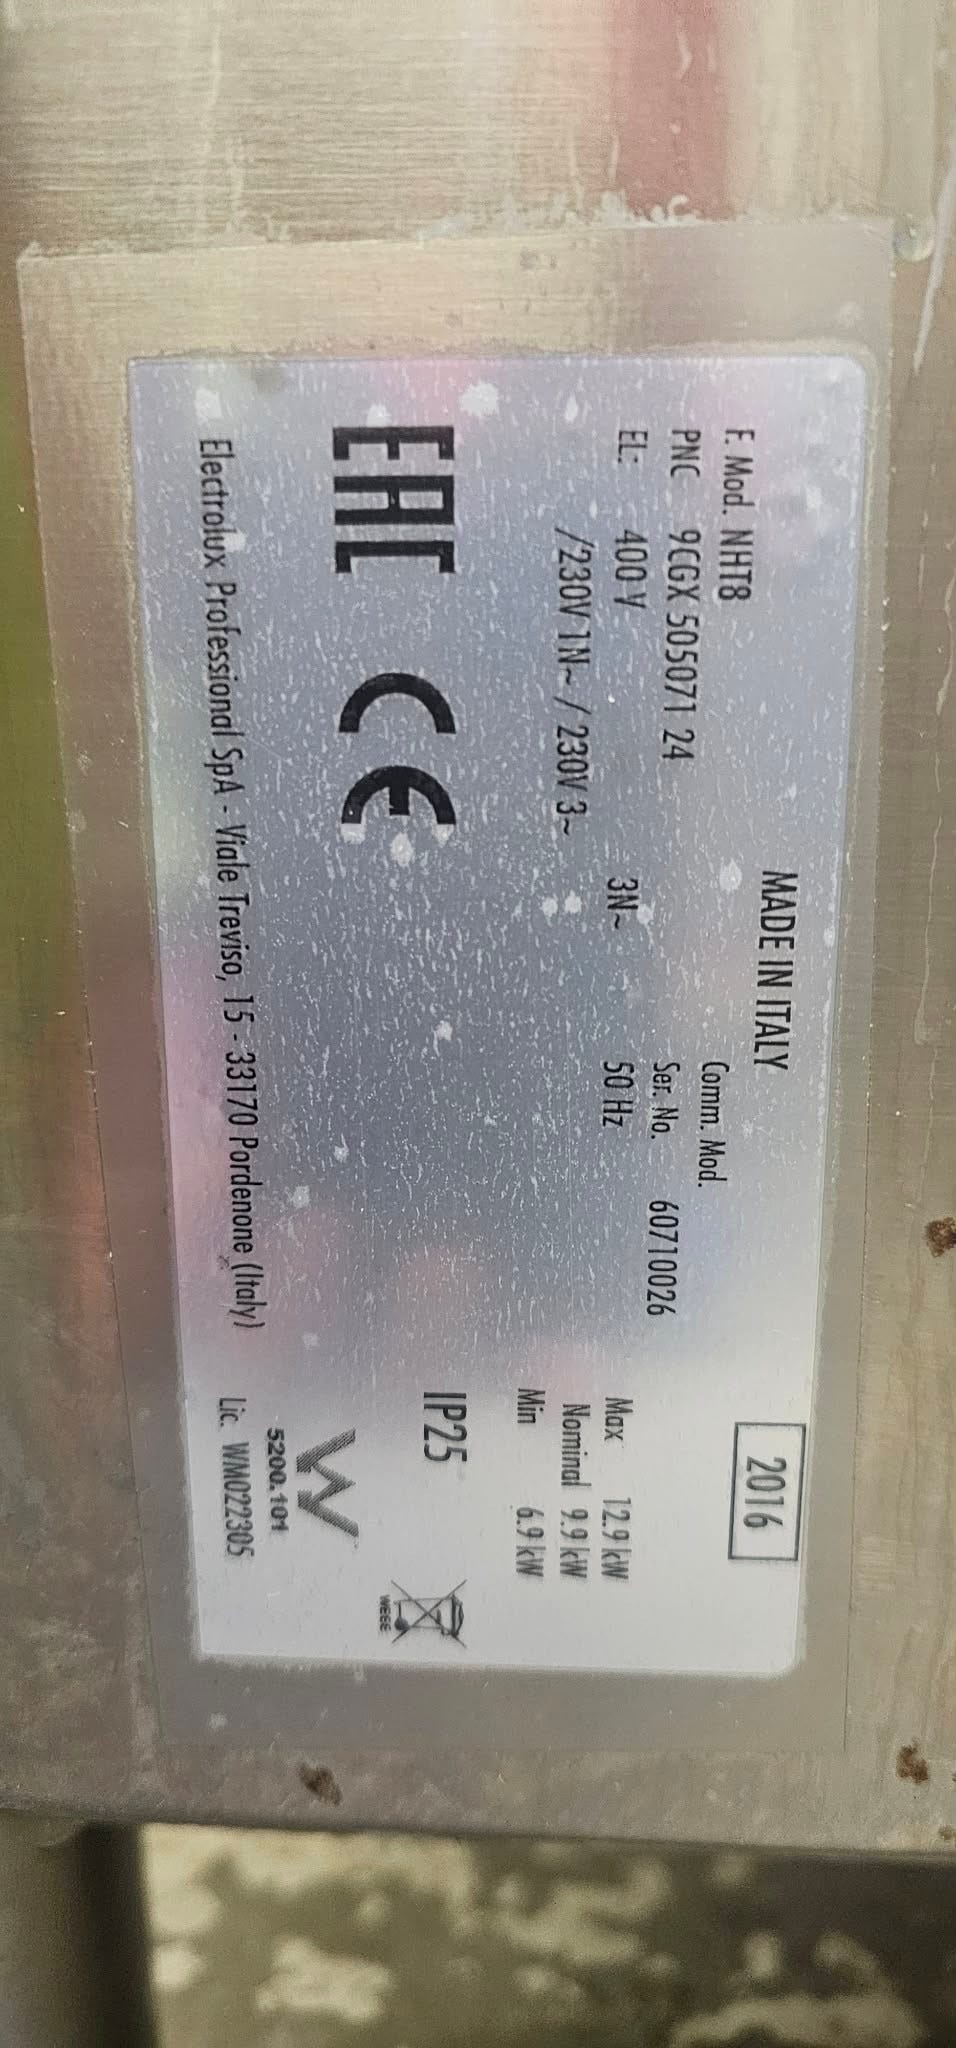 MADE IN ITALY
2016
F. Mod. NHT8 Comm. Mod.
PNC 9CGX 505071 24 Ser. No. 60710026
EL: 400 V 3N~ 50 Hz Max 12.9 kW
/230V 1N~ / 230V 3~ Nominal 9.9 kW
Min 6.9 kW
EAC CE IP25
WEEE
5200.101
Electrolux Professional SpA - Viale Treviso, 15 - 33170 Pordenone (Italy) Lic. WM022305